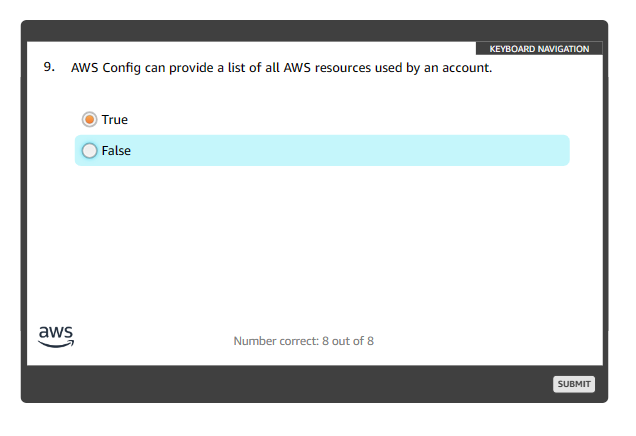 KEYBOARD NAVIGATION
9. AWS Config can provide a list of all AWS resources used by an account.
True
False
aws
Number correct: 8 out of 8
SUBMIT